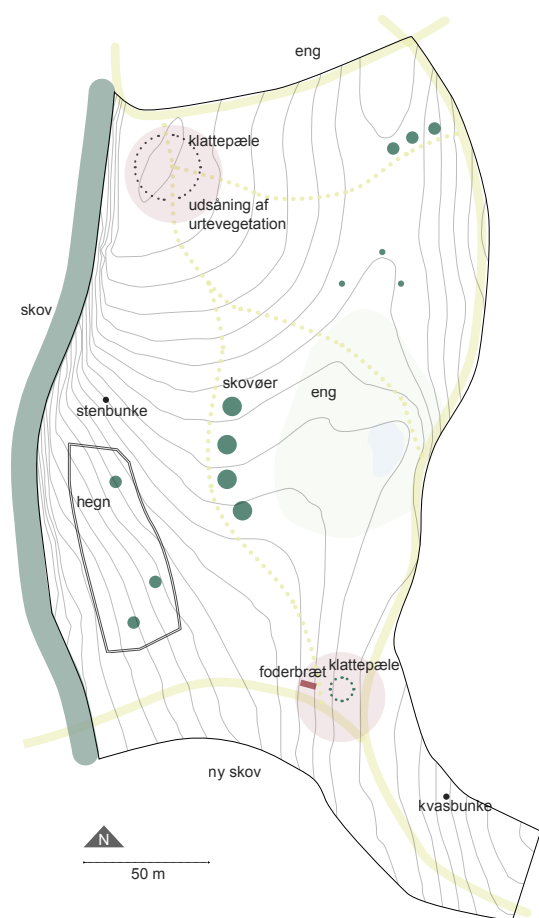 eng
klattepæle
udsåning af
urtevegetation
skov
skovøer
eng
stenbunke
hegn
foderbræt
klattepæle
ny skov
kvasbunke
N
50 m